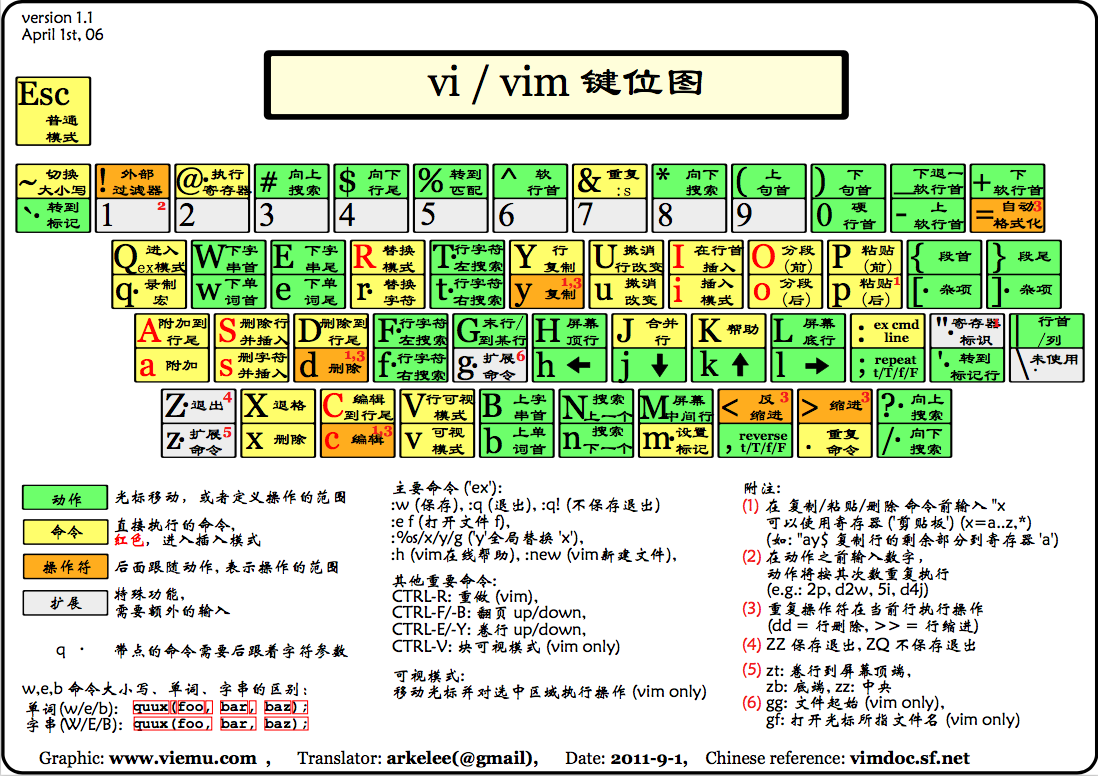 version 1.1
April 1st, 06
vi / vim 键位图
Esc
普通
模式
~ 切换
大小写
! 外部
过滤器
@· 执行
寄存器
# 向上
搜索
$ 向下
行尾
% 转到
匹配
^ 软
行首
& 重复
:s
* 向下
搜索
( 上
句首
) 下
句首
_ 下退一
软行首
+ 下
软行首
`· 转到
标记
1 2
2
3
4
5
6
7
8
9
0 硬
行首
- 上
软行首
= 自动3
格式化
Q 进入
ex模式
W 下字
串首
E 下字
串尾
R 替换
模式
T· 行字符
左搜索
Y 行
复制
U 撤消
行改变
I 在行首
插入
O 分段
(前)
P 粘贴
(前)
{ 段首
} 段尾
q· 录制
宏
w 下单
词首
e 下单
词尾
r· 替换
字符
t· 行字符
右搜索
y 复制 1,3
u 撤消
改变
i 插入
模式
o 分段
(后)
p 粘贴1
(后)
[· 杂项
]· 杂项
A 附加到
行尾
S 删除行
并插入
D 删除到
行尾
F· 行字符
左搜索
G 末行/
到某行
H 屏幕
顶行
J 合并
行
K 帮助
L 屏幕
底行
: ex cmd
line
"· 寄存器1
标识
| 行首
/列
a 附加
s 删字符
并插入
d 删除 1,3
f· 行字符
右搜索
g· 扩展6
命令
h ←
j ↓
k ↑
l →
; repeat
t/T/f/F
'· 转到
标记行
\· 未使用
Z· 退出4
X 退格
C 编辑
到行尾
V 行可视
模式
B 上字
串首
N 搜索
上一个
M 屏幕
中间行
< 反3
缩进
> 缩进3
?· 向上
搜索
z· 扩展5
命令
x 删除
c 编辑 1,3
v 可视
模式
b 上单
词首
n 搜索
下一个
m· 设置
标记
, reverse
t/T/f/F
. 重复
命令
/· 向下
搜索
动作 光标移动，或者定义操作的范围
命令 直接执行的命令，
红色，进入插入模式
操作符 后面跟随动作,表示操作的范围
扩展 特殊功能，
需要额外的输入
q · 带点的命令需要后跟着字符参数
w,e,b 命令大小写、单词、字串的区别：
单词(w/e/b): quux(foo, bar, baz);
字串(W/E/B): quux(foo, bar, baz);
主要命令 ('ex'):
:w (保存), :q (退出), :q! (不保存退出)
:e f (打开文件 f),
:%s/x/y/g ('y'全局替换 'x'),
:h (vim在线帮助), :new (vim新建文件),
其他重要命令:
CTRL-R: 重做 (vim),
CTRL-F/-B: 翻页 up/down,
CTRL-E/-Y: 卷行 up/down,
CTRL-V: 块可视模式 (vim only)
可视模式:
移动光标并对选中区域执行操作 (vim only)
附注:
(1) 在 复制/粘贴/删除 命令前输入 "x
可以使用寄存器 ('剪贴板') (x=a..z,*)
(如: "ay$ 复制行的剩余部分到寄存器 'a')
(2) 在动作之前输入数字,
动作将按其次数重复执行
(e.g.: 2p, d2w, 5i, d4j)
(3) 重复操作符在当前行执行操作
(dd = 行删除, >> = 行缩进)
(4) ZZ 保存退出, ZQ 不保存退出
(5) zt: 卷行到屏幕顶端,
zb: 底端, zz: 中央
(6) gg: 文件起始 (vim only),
gf: 打开光标所指文件名 (vim only)
Graphic: www.viemu.com , Translator: arkelee(@gmail), Date: 2011-9-1, Chinese reference: vimdoc.sf.net